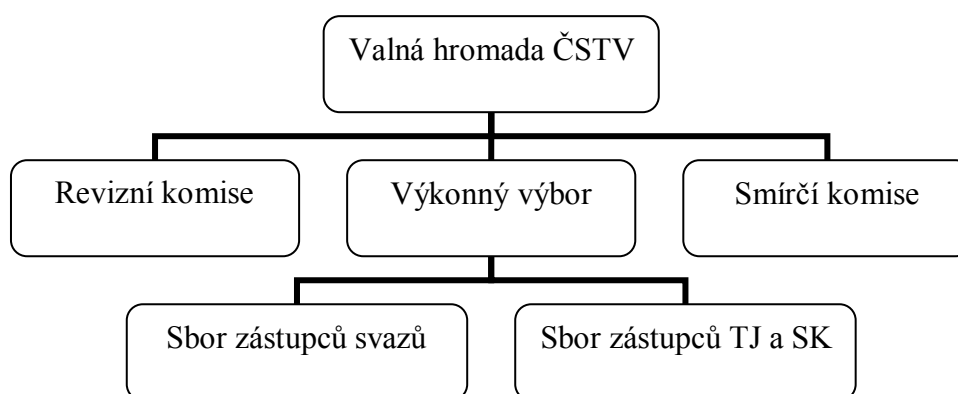 Valná hromada ČSTV
Revizní komise
Výkonný výbor
Smírčí komise
Sbor zástupců svazů
Sbor zástupců TJ a SK